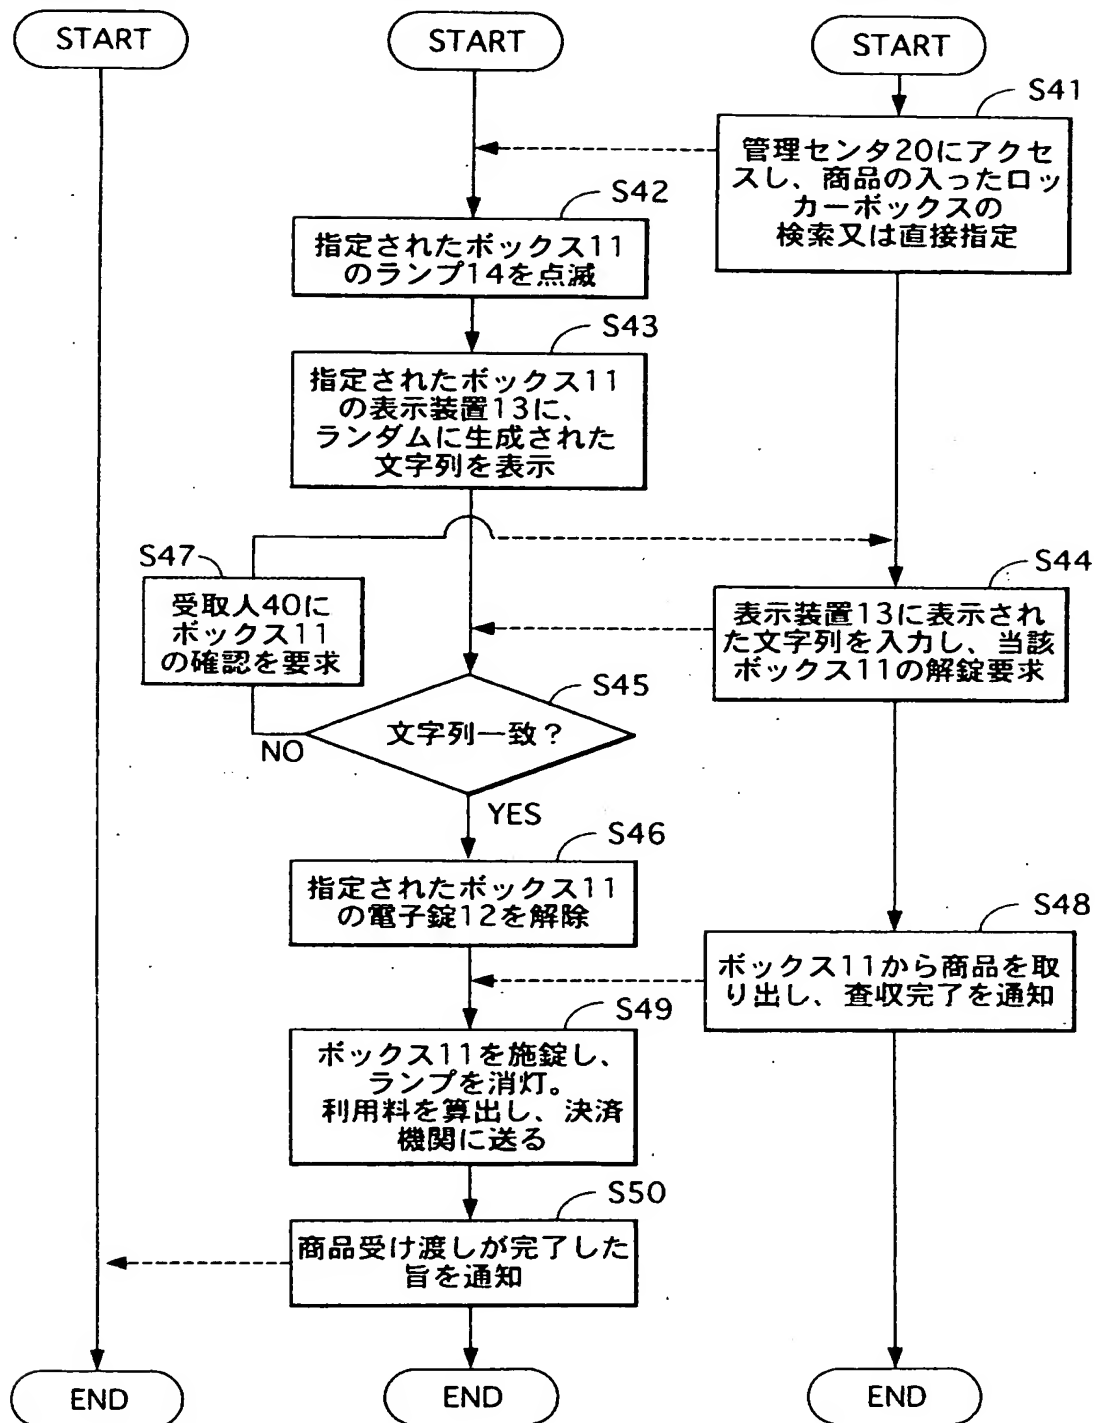 START
START
START
S41
管理センタ20にアクセ
スし、商品の入ったロッ
カーボックスの
検索又は直接指定
S42
指定されたボックス11
のランプ14を点滅
S43
指定されたボックス11
の表示装置13に、
ランダムに生成された
文字列を表示
S47
受取人40に
ボックス11
の確認を要求
S44
表示装置13に表示され
た文字列を入力し、当該
ボックス11の解錠要求
S45
文字列一致?
NO
YES
S46
指定されたボックス11
の電子錠12を解除
S48
ボックス11から商品を取
り出し、査収完了を通知
S49
ボックス11を施錠し、
ランプを消灯。
利用料を算出し、決済
機関に送る
S50
商品受け渡しが完了した
旨を通知
END
END
END